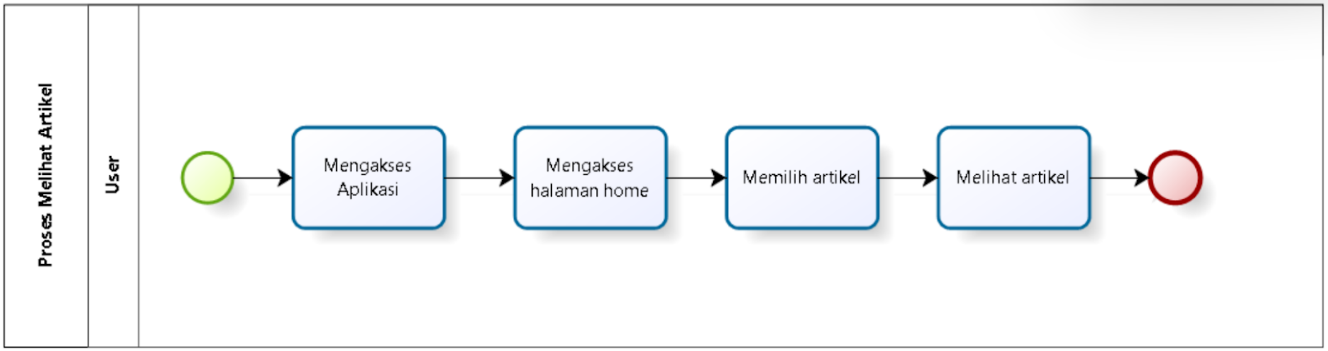 Proses Melihat Artikel
User
Mengakses
Aplikasi
Mengakses
halaman home
Memilih artikel
Melihat artikel